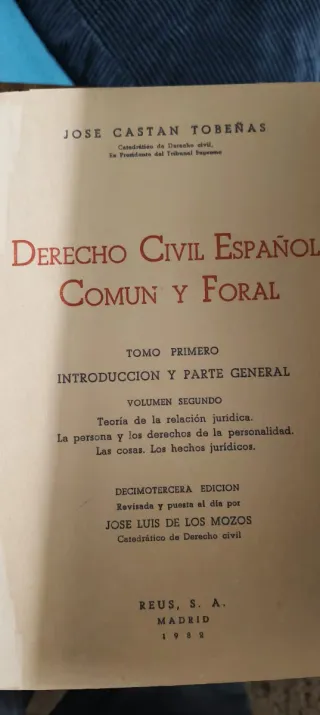 JOSE CASTAN TOBEÑAS
Catedrático de Derecho civil,
Ex Presidente del Tribunal Supremo
DERECHO CIVIL ESPAÑOL
COMUN Y FORAL
TOMO PRIMERO
INTRODUCCION Y PARTE GENERAL
VOLUMEN SEGUNDO
Teoría de la relación jurídica.
La persona y los derechos de la personalidad.
Las cosas. Los hechos jurídicos.
DECIMOTERCERA EDICION
Revisada y puesta al día por
JOSE LUIS DE LOS MOZOS
Catedrático de Derecho civil
REUS, S. A.
MADRID
1982